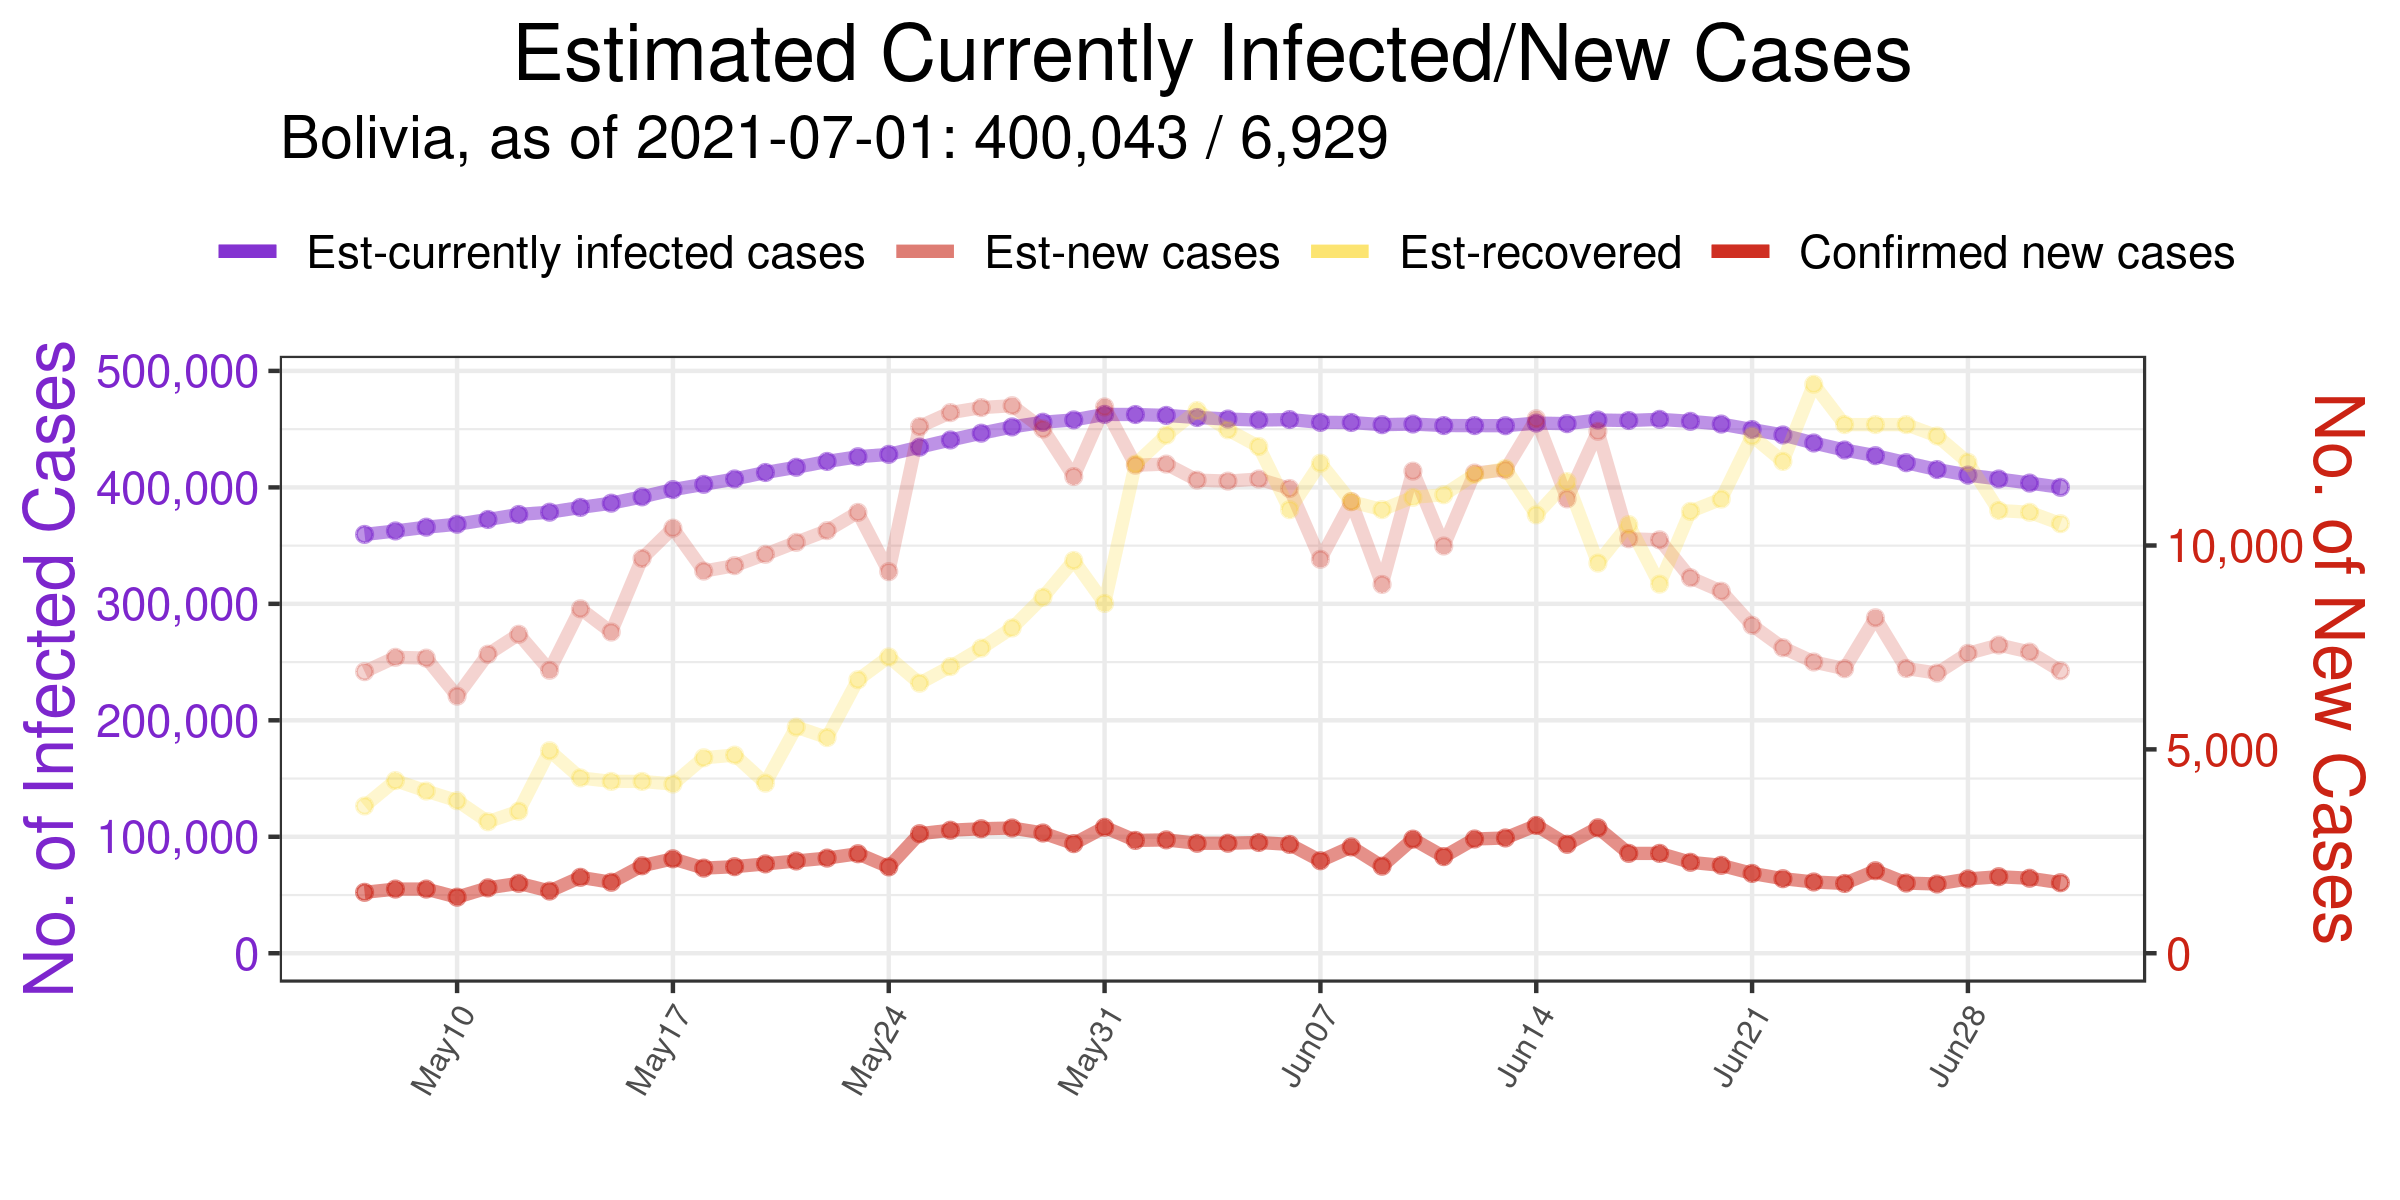 Estimated Currently Infected/New Cases
Bolivia, as of 2021-07-01: 400,043 / 6,929
Est-currently infected cases Est-new cases Est-recovered Confirmed new cases
No. of Infected Cases
500,000
400,000
300,000
200,000
100,000
0
10,000
5,000
0
No. of New Cases
May10 May17 May24 May31 Jun07 Jun14 Jun21 Jun28